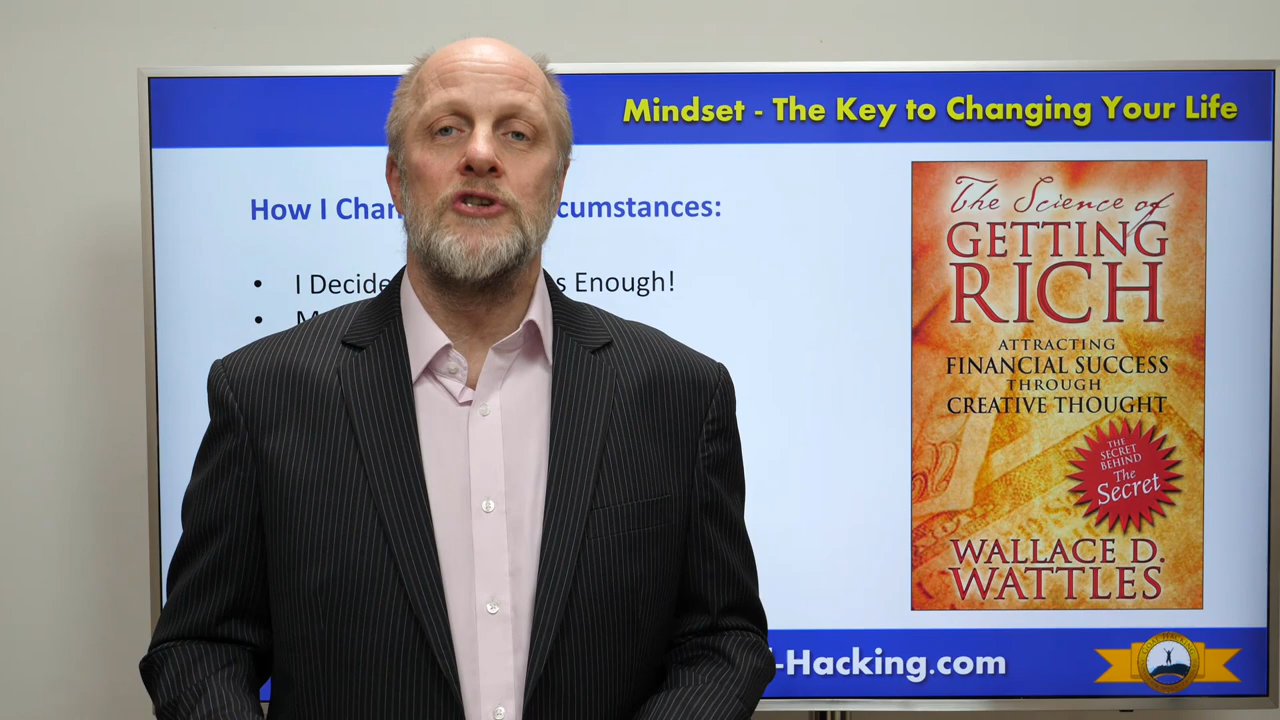 Mindset - The Key to Changing Your Life
How I Chan cumstances:
• I Decide s Enough!
•
The Science of
GETTING
RICH
ATTRACTING
FINANCIAL SUCCESS
THROUGH
CREATIVE THOUGHT
THE
SECRET
BEHIND
The
Secret
WALLACE D.
WATTLES
-Hacking.com